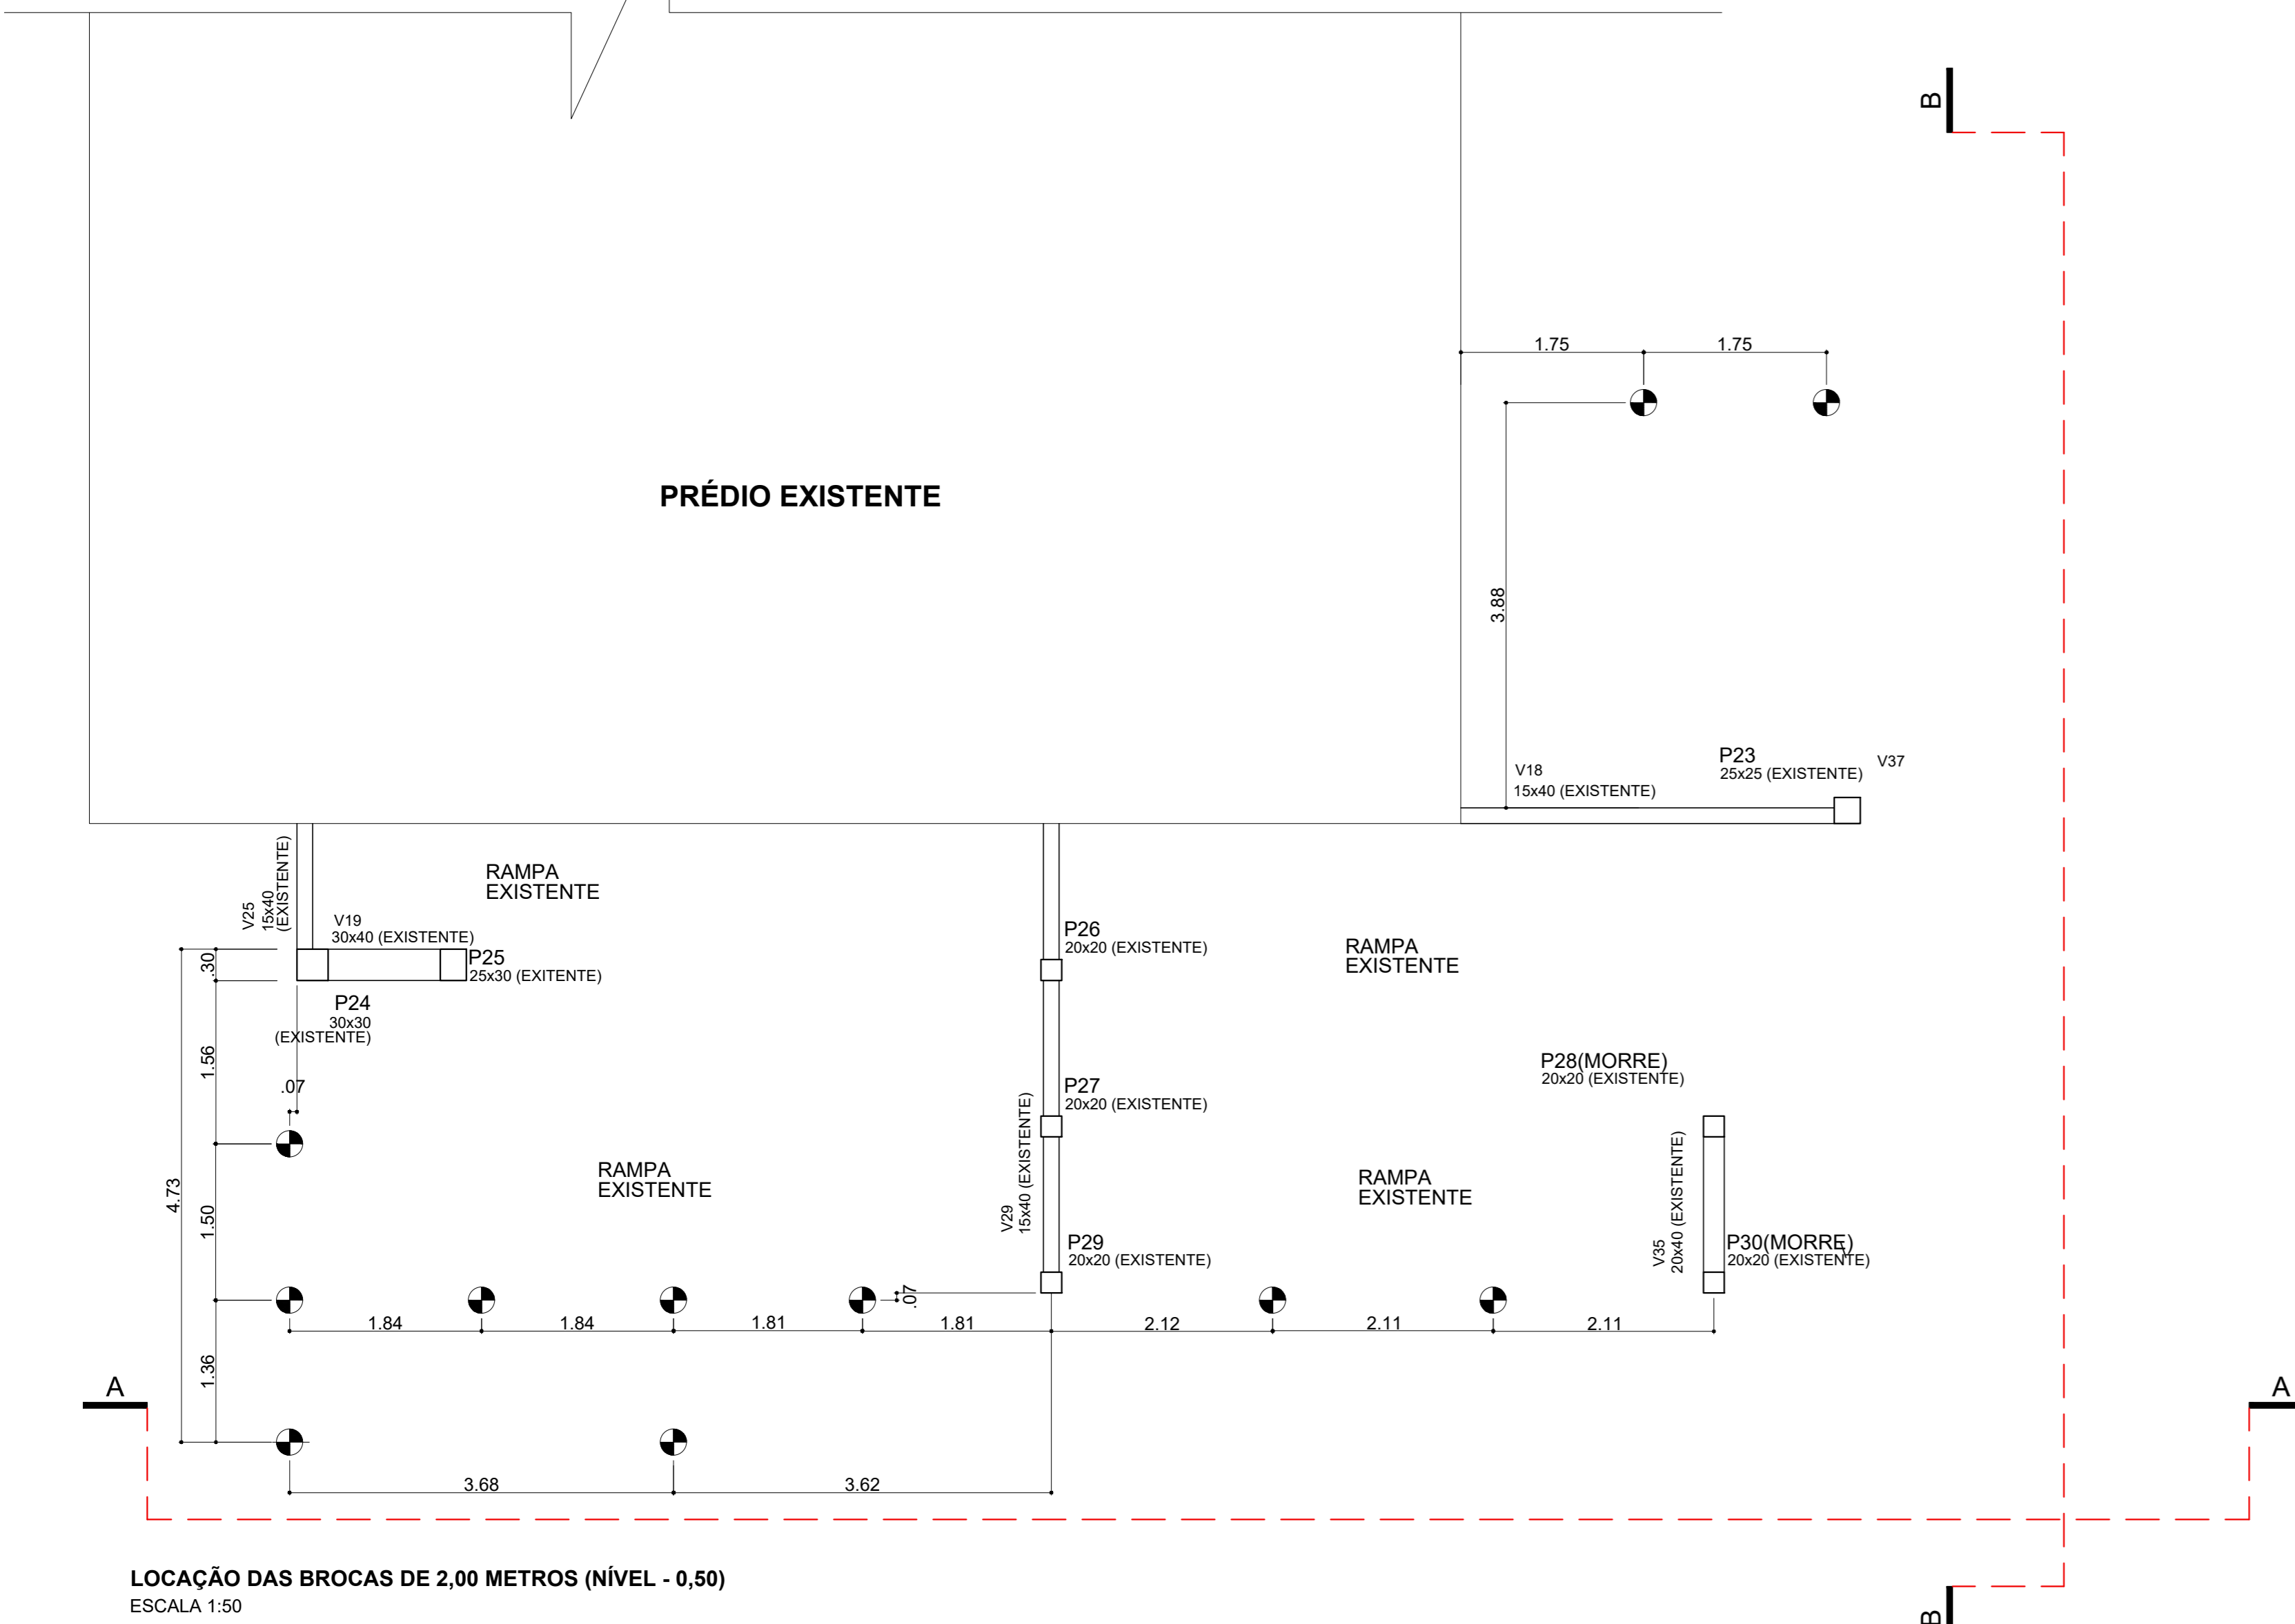 B
1.75
1.75
PRÉDIO EXISTENTE
3.88
P23
25x25 (EXISTENTE)
V37
V18
15x40 (EXISTENTE)
V25
15x40
(EXISTENTE)
RAMPA
EXISTENTE
V19
30x40 (EXISTENTE)
P25
25x30 (EXITENTE)
P24
30x30
(EXISTENTE)
P26
20x20 (EXISTENTE)
RAMPA
EXISTENTE
.30
1.56
.07
P27
20x20 (EXISTENTE)
P28(MORRE)
20x20 (EXISTENTE)
4.73
1.50
RAMPA
EXISTENTE
V29
15x40 (EXISTENTE)
RAMPA
EXISTENTE
V35
20x40 (EXISTENTE)
P29
20x20 (EXISTENTE)
P30(MORRE)
20x20 (EXISTENTE)
.07
1.84
1.84
1.81
1.81
2.12
2.11
2.11
1.36
A
A
3.68
3.62
LOCAÇÃO DAS BROCAS DE 2,00 METROS (NÍVEL - 0,50)
ESCALA 1:50
B